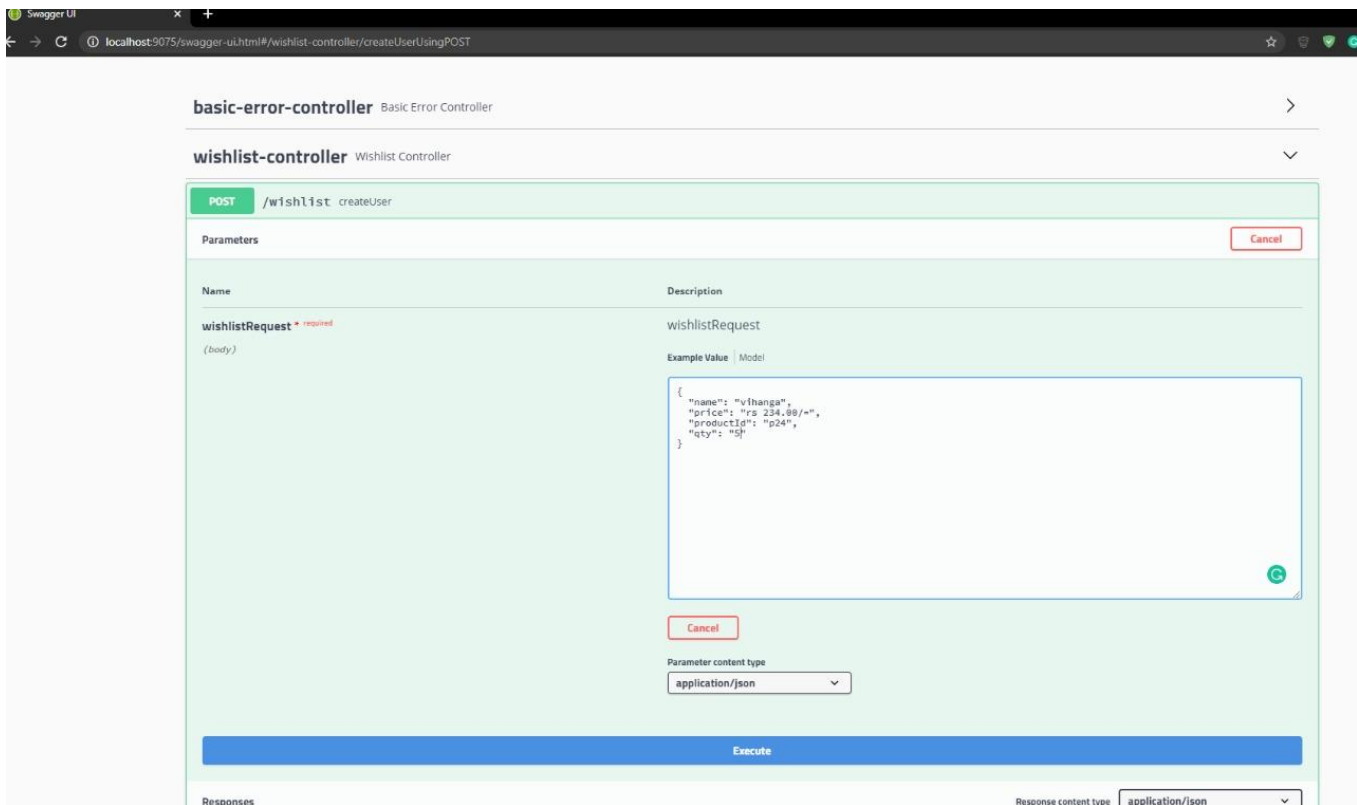 Swagger UI
localhost:9075/swagger-ui.html#/wishlist-controller/createUserUsingPOST
basic-error-controller Basic Error Controller
wishlist-controller Wishlist Controller
POST /wishlist createUser
Parameters Cancel
Name Description
wishlistRequest * required wishlistRequest
(body)
Example Value Model
{
"name": "vihanga",
"price": "rs 234.00/=",
"productId": "p24",
"qty": "5"
}
Cancel
Parameter content type
application/json
Execute
Responses Response content type application/json